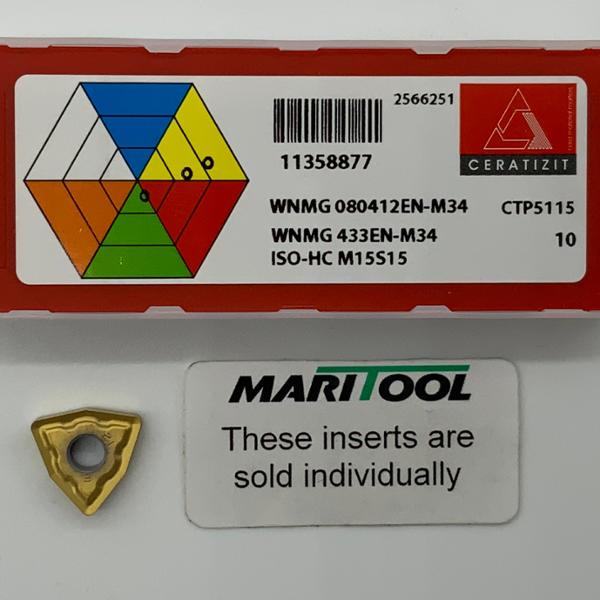 2566251
CERATIZIT
11358877
WNMG 080412EN-M34 CTP5115
WNMG 433EN-M34 10
ISO-HC M15S15
MARITOOL
These inserts are
sold individually